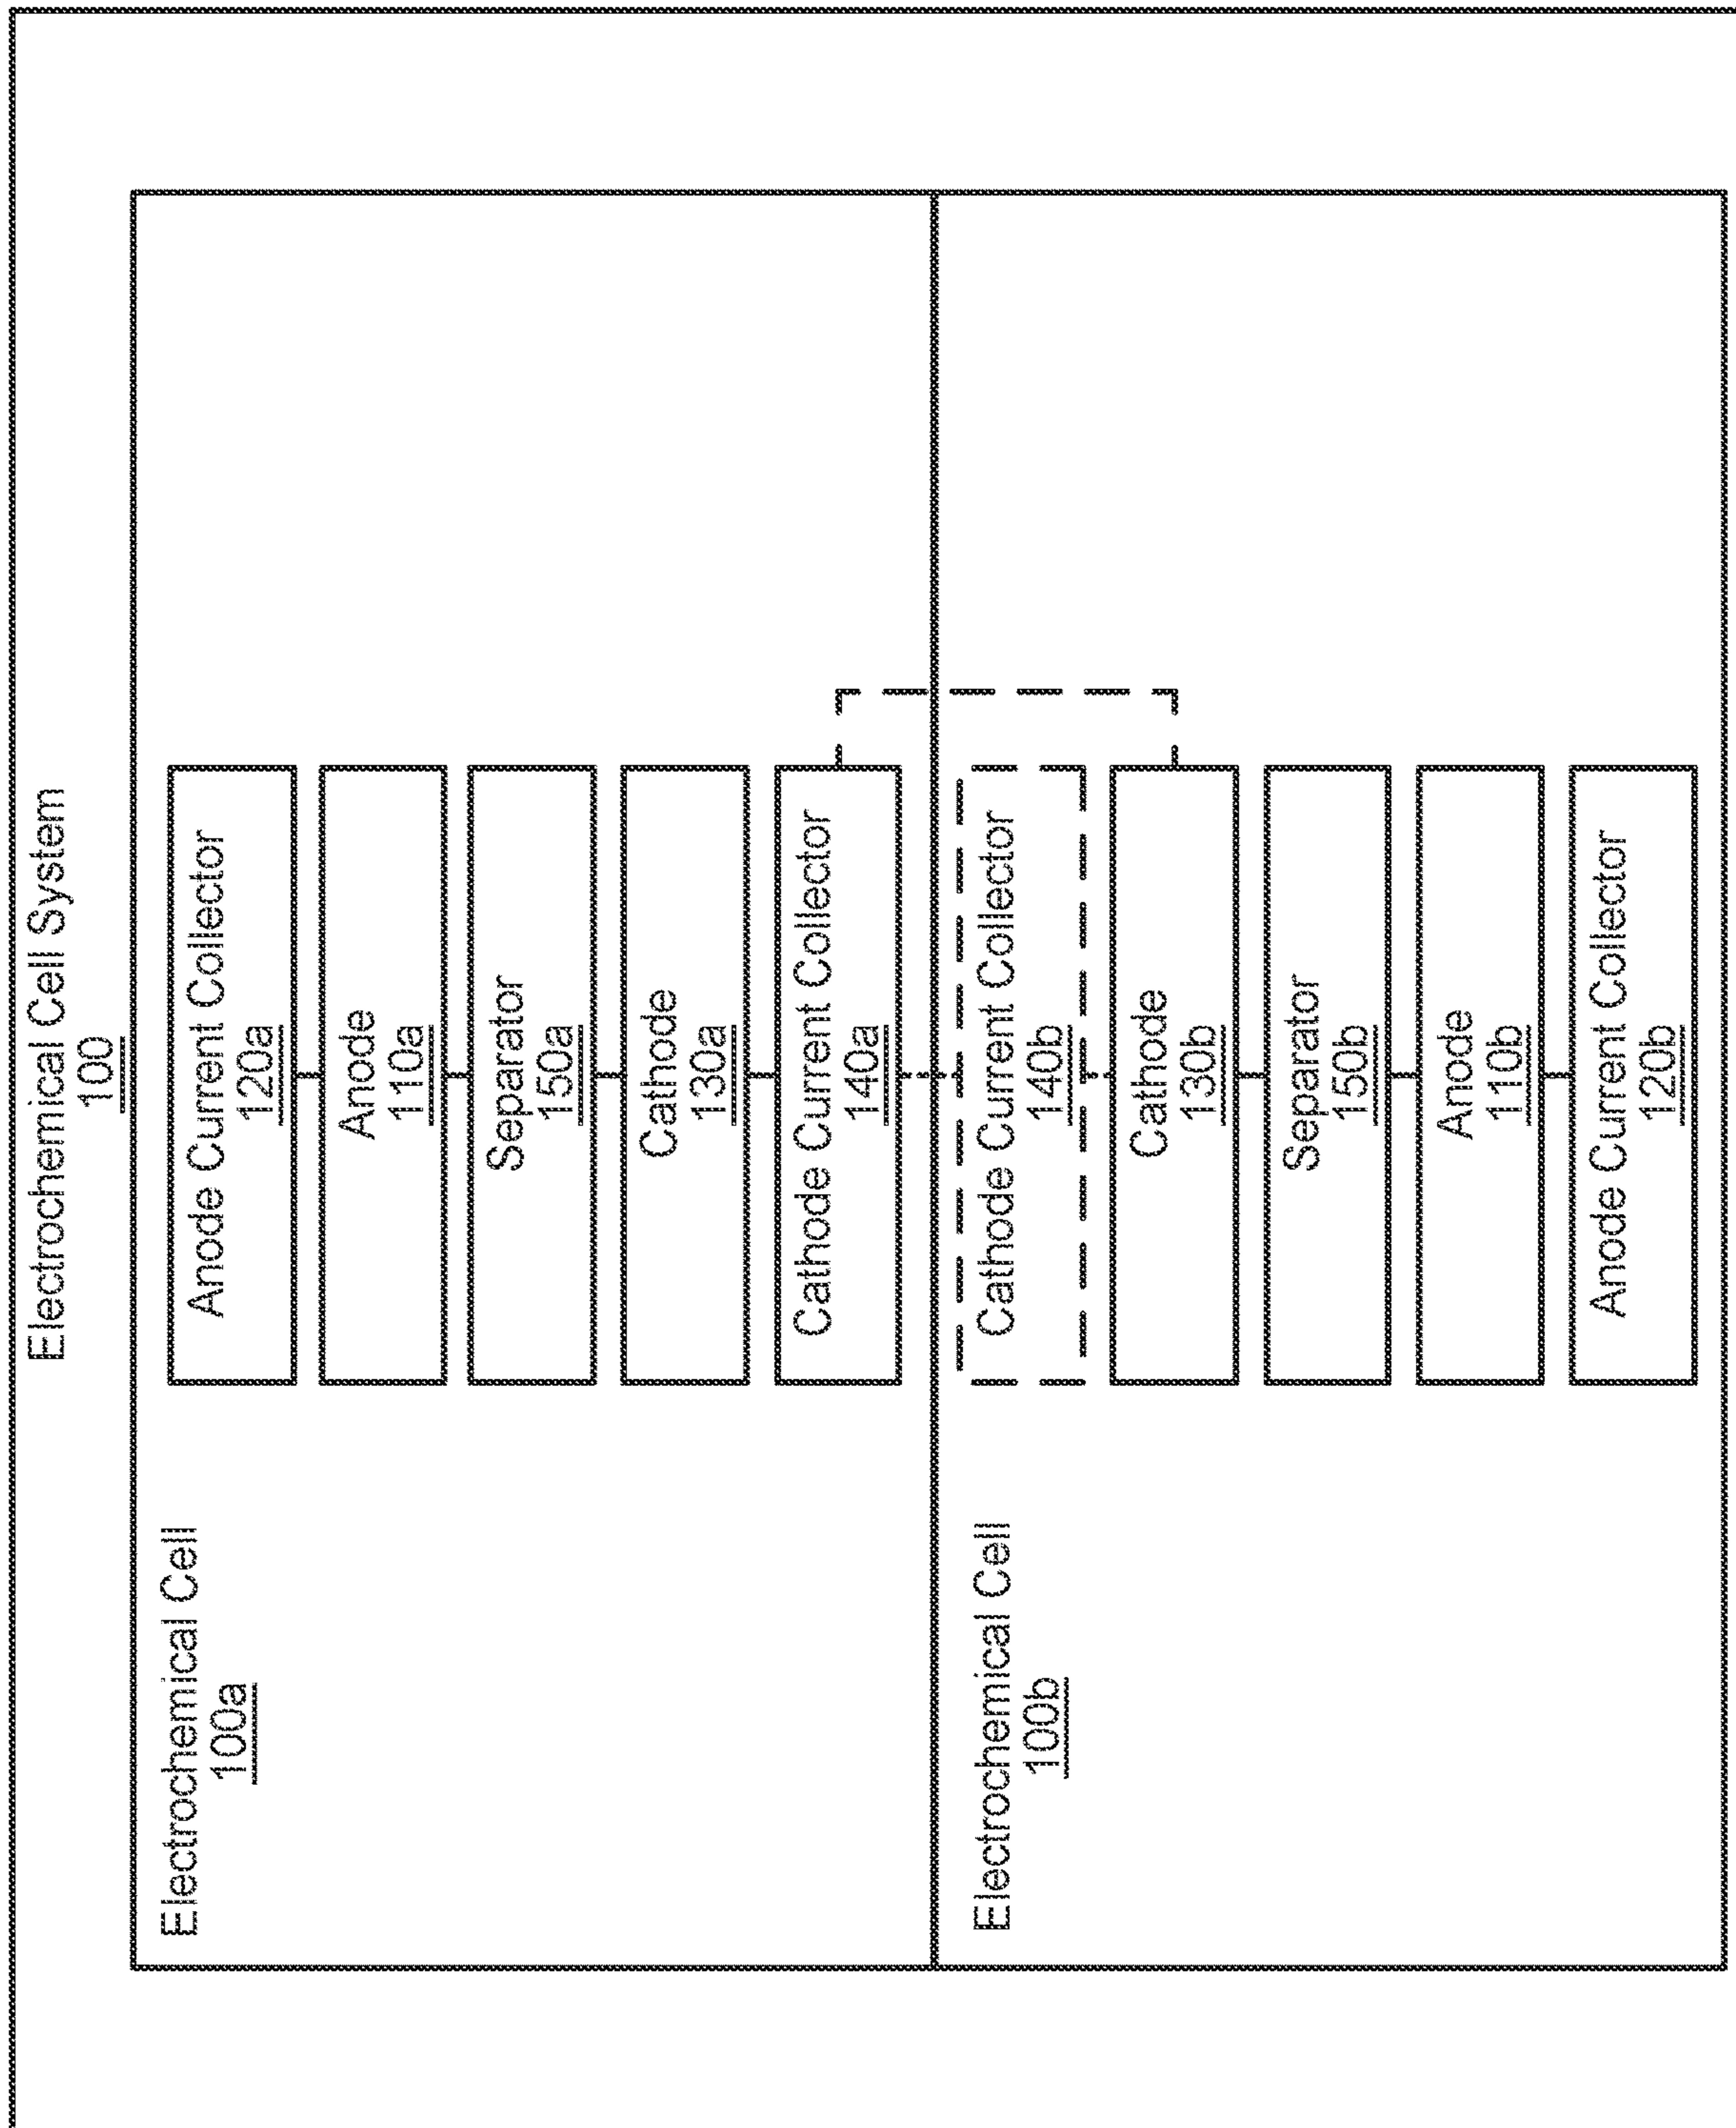 Electrochemical Cell System
100
Electrochemical Cell
100a
Anode Current Collector
120a
Anode
110a
Separator
150a
Cathode
130a
Cathode Current Collector
140a
Electrochemical Cell
100b
Cathode Current Collector
140b
Cathode
130b
Separator
150b
Anode
110b
Anode Current Collector
120b